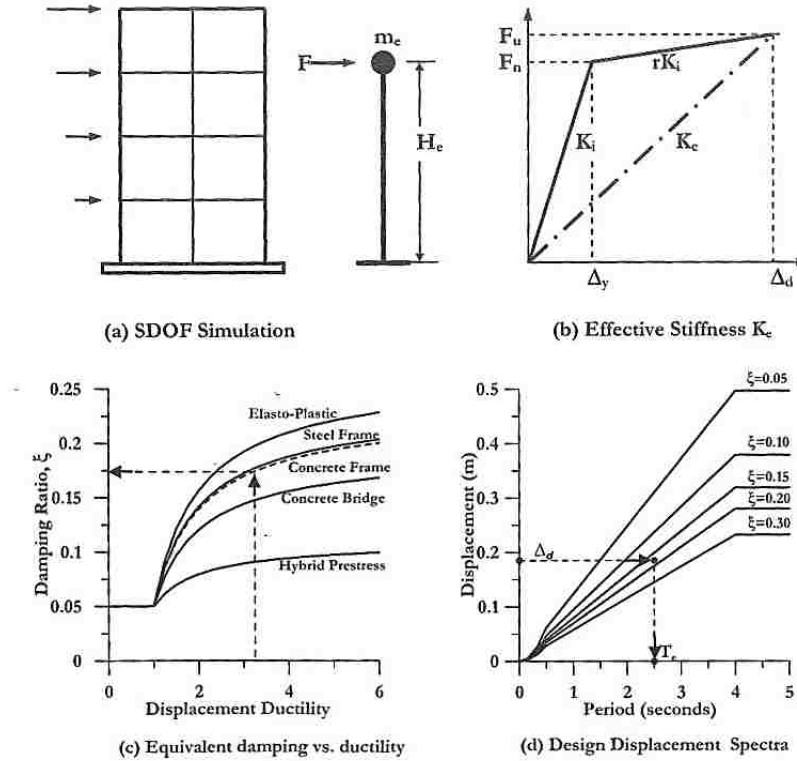 F
mₑ
Hₑ
(a) SDOF Simulation
Fᵤ
Fₙ
rKᵢ
Kᵢ
Kₑ
Δᵧ
Δ_d
(b) Effective Stiffness Kₑ
0.25
0.2
0.15
0.1
0.05
0
Damping Ratio, ξ
Elasto-Plastic
Steel Frame
Concrete Frame
Concrete Bridge
Hybrid Prestress
0 2 4 6
Displacement Ductility
(c) Equivalent damping vs. ductility
0.5
0.4
0.3
0.2
0.1
0
Displacement (m)
ξ=0.05
ξ=0.10
ξ=0.15
ξ=0.20
ξ=0.30
Δ_d
Tₑ
0 1 2 3 4 5
Period (seconds)
(d) Design Displacement Spectra